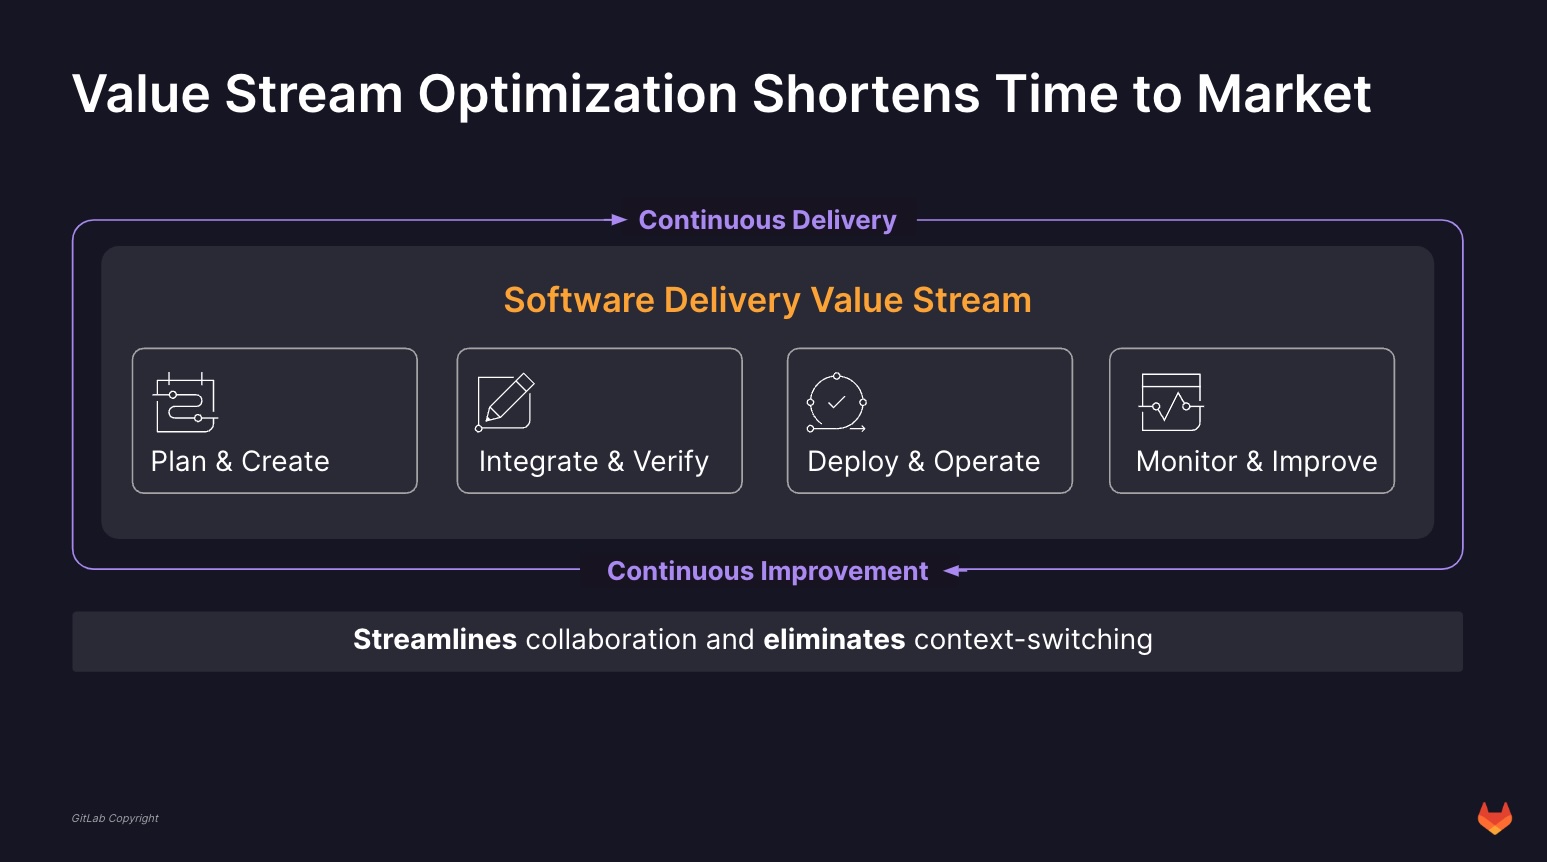 Value Stream Optimization Shortens Time to Market
Continuous Delivery
Software Delivery Value Stream
Plan & Create
Integrate & Verify
Deploy & Operate
Monitor & Improve
Continuous Improvement
Streamlines collaboration and eliminates context-switching
GitLab Copyright